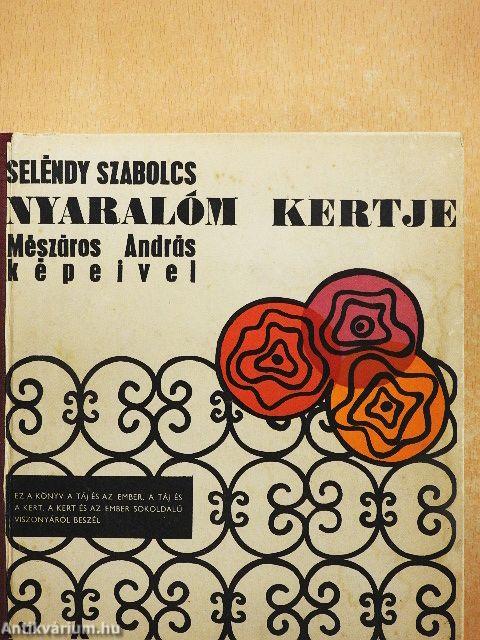 SELÉNDY SZABOLCS
NYARALÓM KERTJE
Mészáros András
képeivel
EZ A KÖNYV A TÁJ ÉS AZ EMBER, A TÁJ ÉS
A KERT, A KERT ÉS AZ EMBER SOKOLDALÚ
VISZONYÁRÓL BESZÉL
Antikvárium.hu